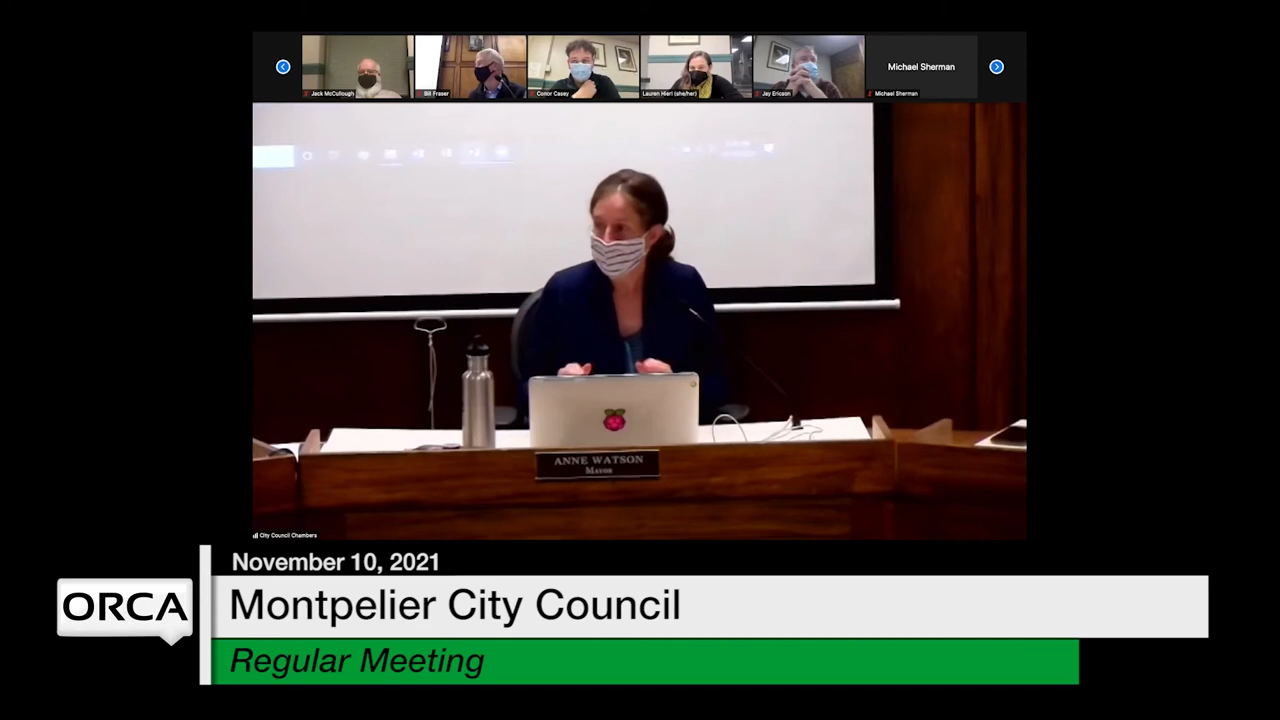 Michael Sherman
Jack McCullough
Bill Fraser
Conor Casey
Lauren Hierl (she/her)
Jay Ericson
Michael Sherman
ANNE WATSON
MAYOR
City Council Chambers
November 10, 2021
ORCA
Montpelier City Council
Regular Meeting